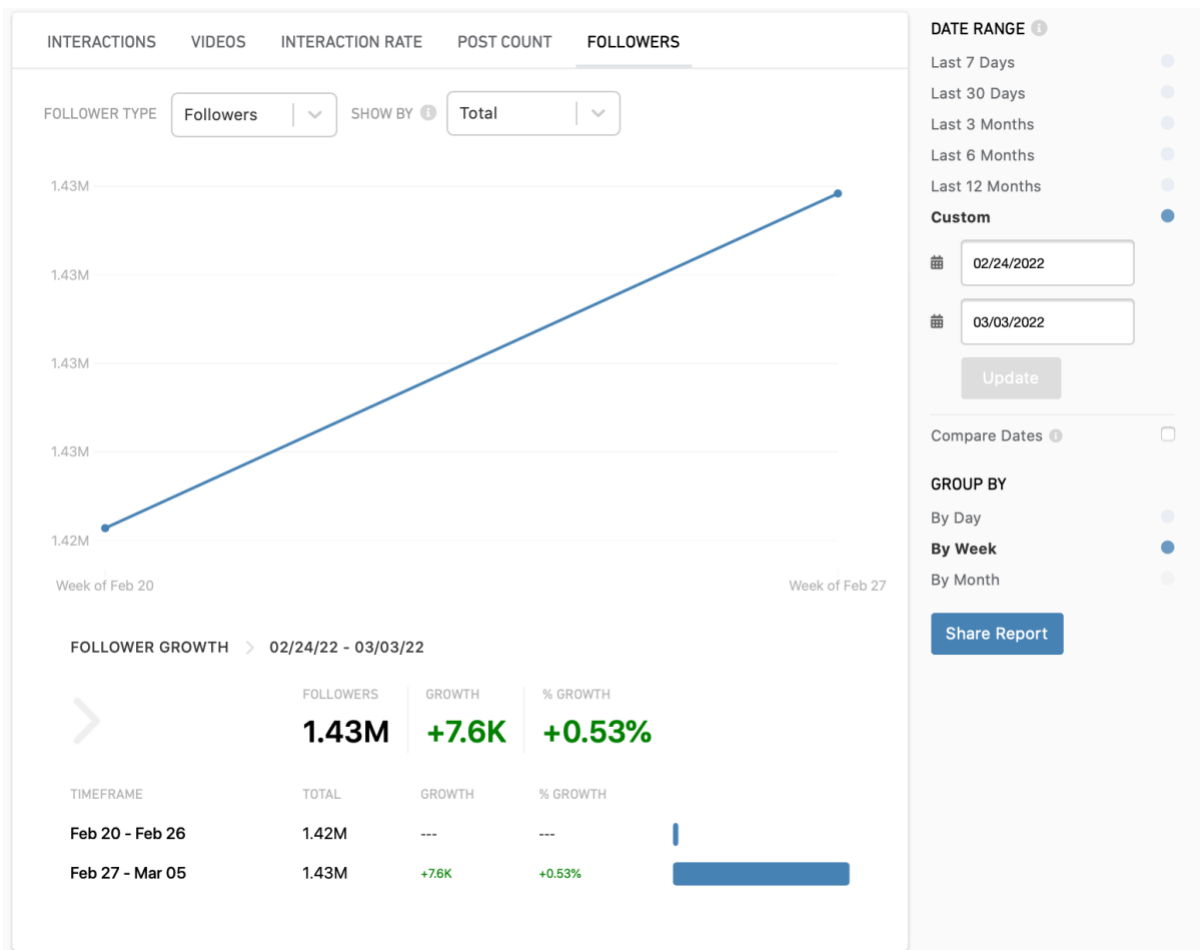 INTERACTIONS VIDEOS INTERACTION RATE POST COUNT FOLLOWERS
FOLLOWER TYPE Followers SHOW BY Total
1.43M
1.43M
1.43M
1.43M
1.42M
Week of Feb 20 Week of Feb 27
FOLLOWER GROWTH 02/24/22 - 03/03/22
FOLLOWERS GROWTH % GROWTH
1.43M +7.6K +0.53%
TIMEFRAME TOTAL GROWTH % GROWTH
Feb 20 - Feb 26 1.42M --- ---
Feb 27 - Mar 05 1.43M +7.6K +0.53%
DATE RANGE
Last 7 Days
Last 30 Days
Last 3 Months
Last 6 Months
Last 12 Months
Custom
02/24/2022
03/03/2022
Update
Compare Dates
GROUP BY
By Day
By Week
By Month
Share Report